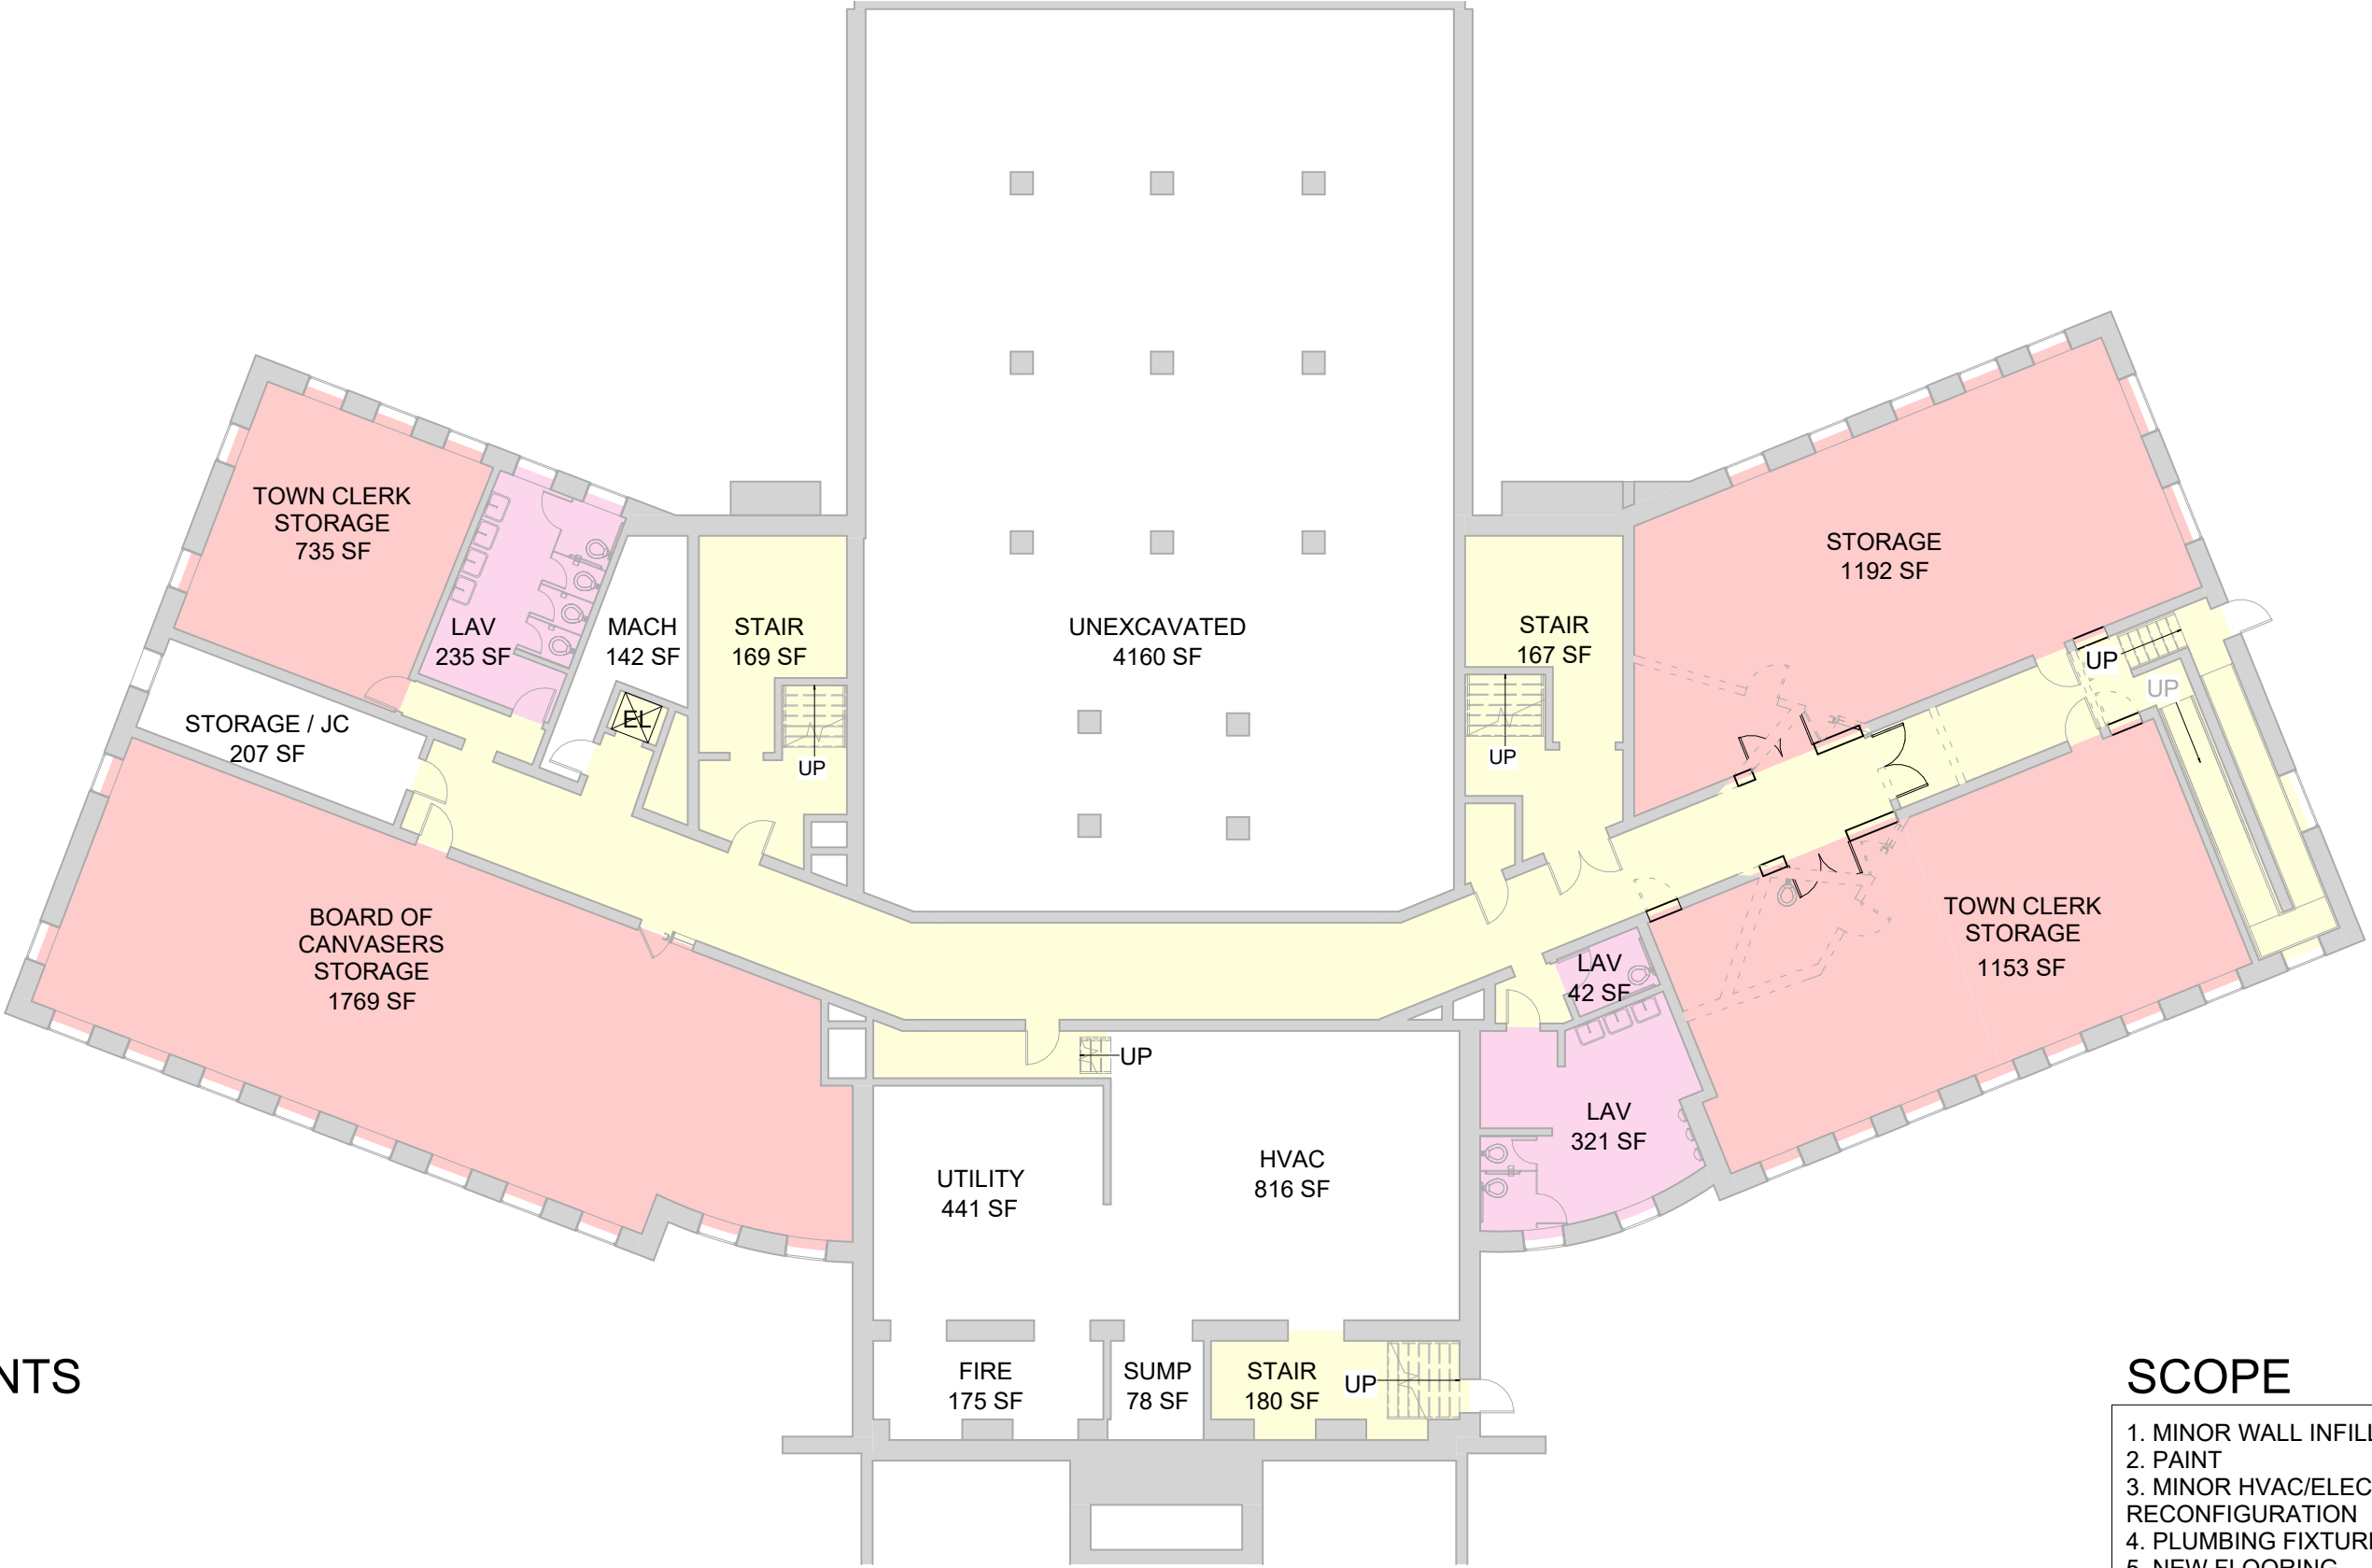 TOWN CLERK
STORAGE
735 SF
LAV
235 SF
MACH
142 SF
STAIR
169 SF
UNEXCAVATED
4160 SF
STAIR
167 SF
STORAGE
1192 SF
UP
UP
STORAGE / JC
207 SF
EL
UP
UP
BOARD OF
CANVASERS
STORAGE
1769 SF
LAV
42 SF
TOWN CLERK
STORAGE
1153 SF
UP
LAV
321 SF
UTILITY
441 SF
HVAC
816 SF
FIRE
175 SF
SUMP
78 SF
STAIR
180 SF
UP
NTS
SCOPE
1. MINOR WALL INFILL
2. PAINT
3. MINOR HVAC/ELEC
RECONFIGURATION
4. PLUMBING FIXTUR
5. NEW FLOORING